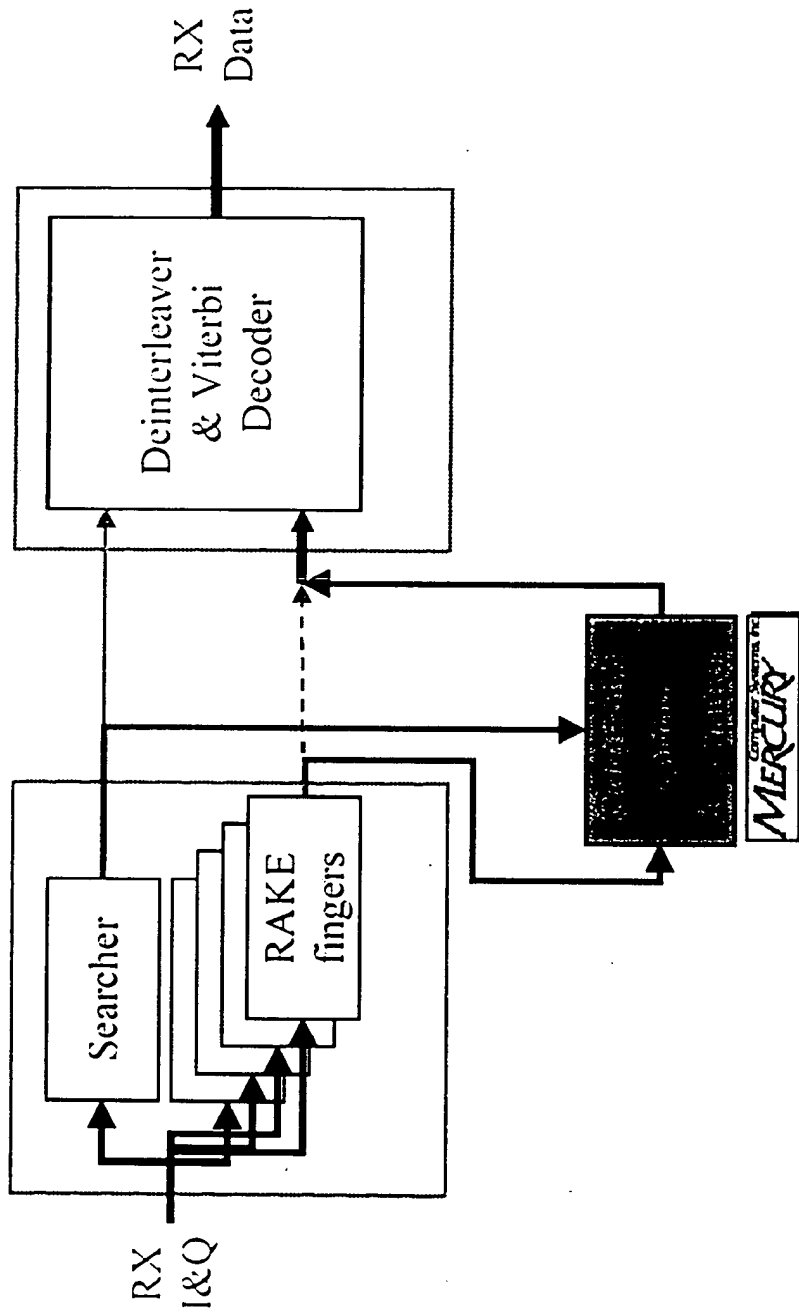 RX
I&Q
Searcher
RAKE
fingers
Deinterleaver
& Viterbi
Decoder
RX
Data
Computer Systems, Inc.
MERCURY